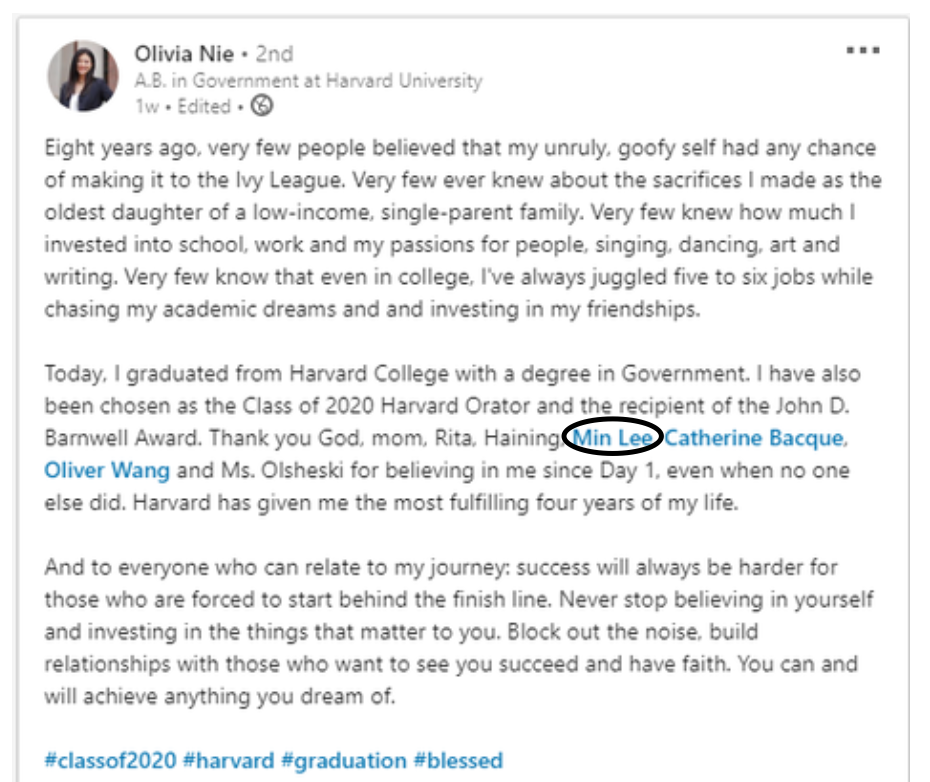 Olivia Nie • 2nd
A.B. in Government at Harvard University
1w • Edited •
Eight years ago, very few people believed that my unruly, goofy self had any chance
of making it to the Ivy League. Very few ever knew about the sacrifices I made as the
oldest daughter of a low-income, single-parent family. Very few knew how much I
invested into school, work and my passions for people, singing, dancing, art and
writing. Very few know that even in college, I've always juggled five to six jobs while
chasing my academic dreams and and investing in my friendships.
Today, I graduated from Harvard College with a degree in Government. I have also
been chosen as the Class of 2020 Harvard Orator and the recipient of the John D.
Barnwell Award. Thank you God, mom, Rita, Haining, Min Lee, Catherine Bacque,
Oliver Wang and Ms. Olsheski for believing in me since Day 1, even when no one
else did. Harvard has given me the most fulfilling four years of my life.
And to everyone who can relate to my journey: success will always be harder for
those who are forced to start behind the finish line. Never stop believing in yourself
and investing in the things that matter to you. Block out the noise, build
relationships with those who want to see you succeed and have faith. You can and
will achieve anything you dream of.
#classof2020 #harvard #graduation #blessed